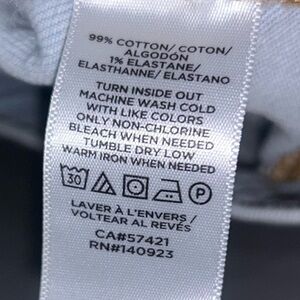 99% COTTON/ COTON/
ALGODÓN
1% ELASTANE/
ELASTHANNE/ ELASTANO
TURN INSIDE OUT
MACHINE WASH COLD
WITH LIKE COLORS
ONLY NON-CHLORINE
BLEACH WHEN NEEDED
TUMBLE DRY LOW
WARM IRON WHEN NEEDED
30 P
LAVER À L'ENVERS /
VOLTEAR AL REVÉS
CA#57421
RN#140923